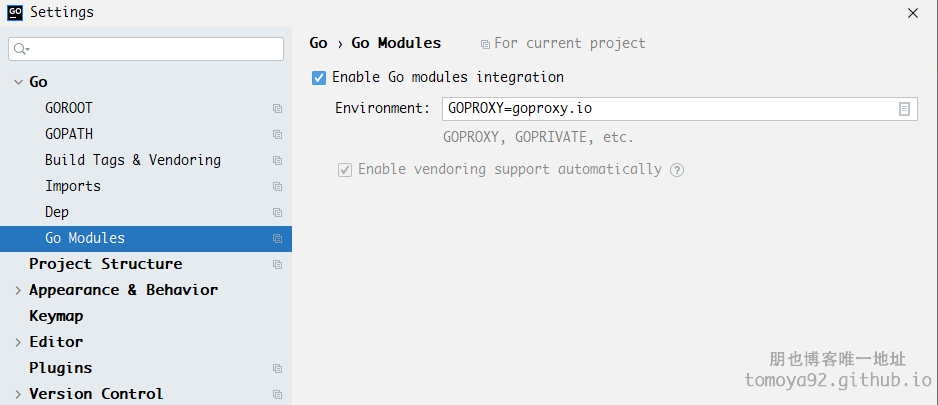 GO Settings
Go › Go Modules For current project
Enable Go modules integration
Environment: GOPROXY=goproxy.io
GOPROXY, GOPRIVATE, etc.
Enable vendoring support automatically ?
Go
GOROOT
GOPATH
Build Tags & Vendoring
Imports
Dep
Go Modules
Project Structure
Appearance & Behavior
Keymap
Editor
Plugins
Version Control
朋也博客唯一地址
tomoya92.github.io